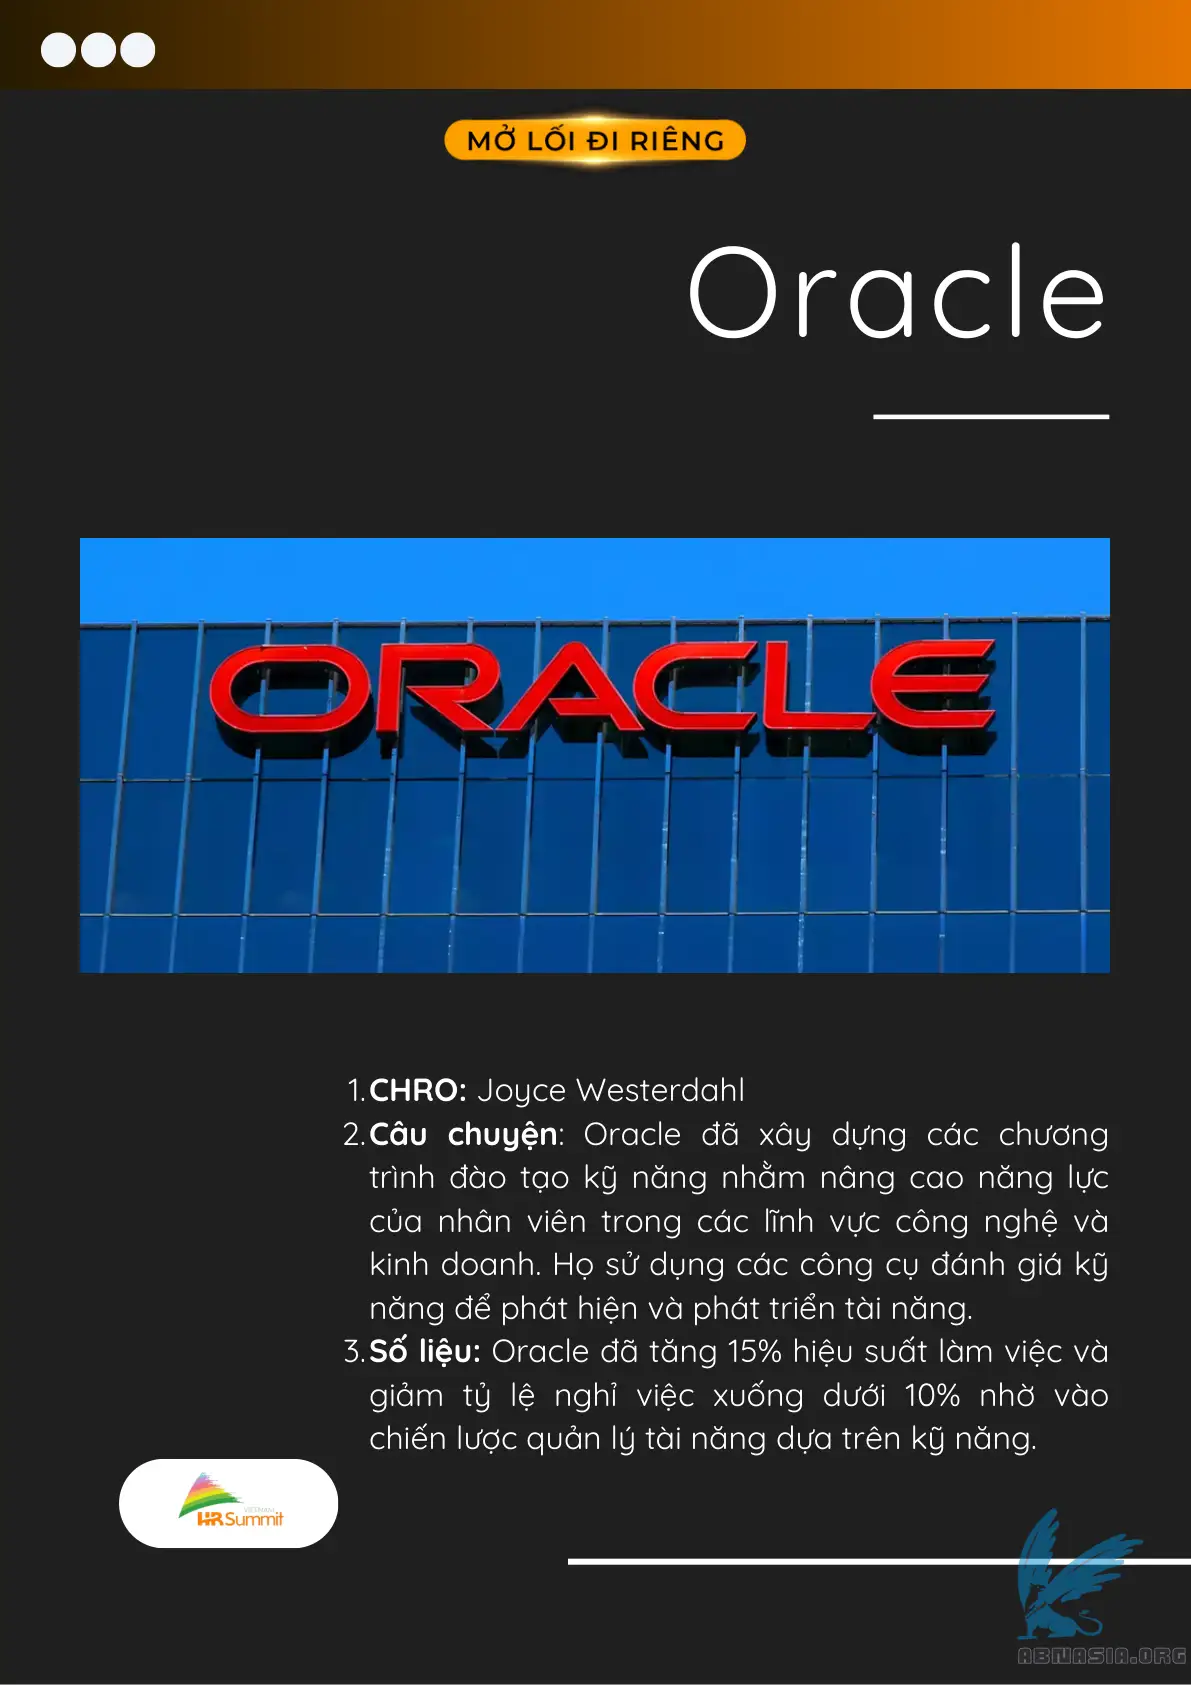 MỞ LỐI ĐI RIÊNG
Oracle
ORACLE
1. CHRO: Joyce Westerdahl
2. Câu chuyện: Oracle đã xây dựng các chương
trình đào tạo kỹ năng nhằm nâng cao năng lực
của nhân viên trong các lĩnh vực công nghệ và
kinh doanh. Họ sử dụng các công cụ đánh giá kỹ
năng để phát hiện và phát triển tài năng.
3. Số liệu: Oracle đã tăng 15% hiệu suất làm việc và
giảm tỷ lệ nghỉ việc xuống dưới 10% nhờ vào
chiến lược quản lý tài năng dựa trên kỹ năng.
VIETNAM
HR Summit
ABNASIA.ORG